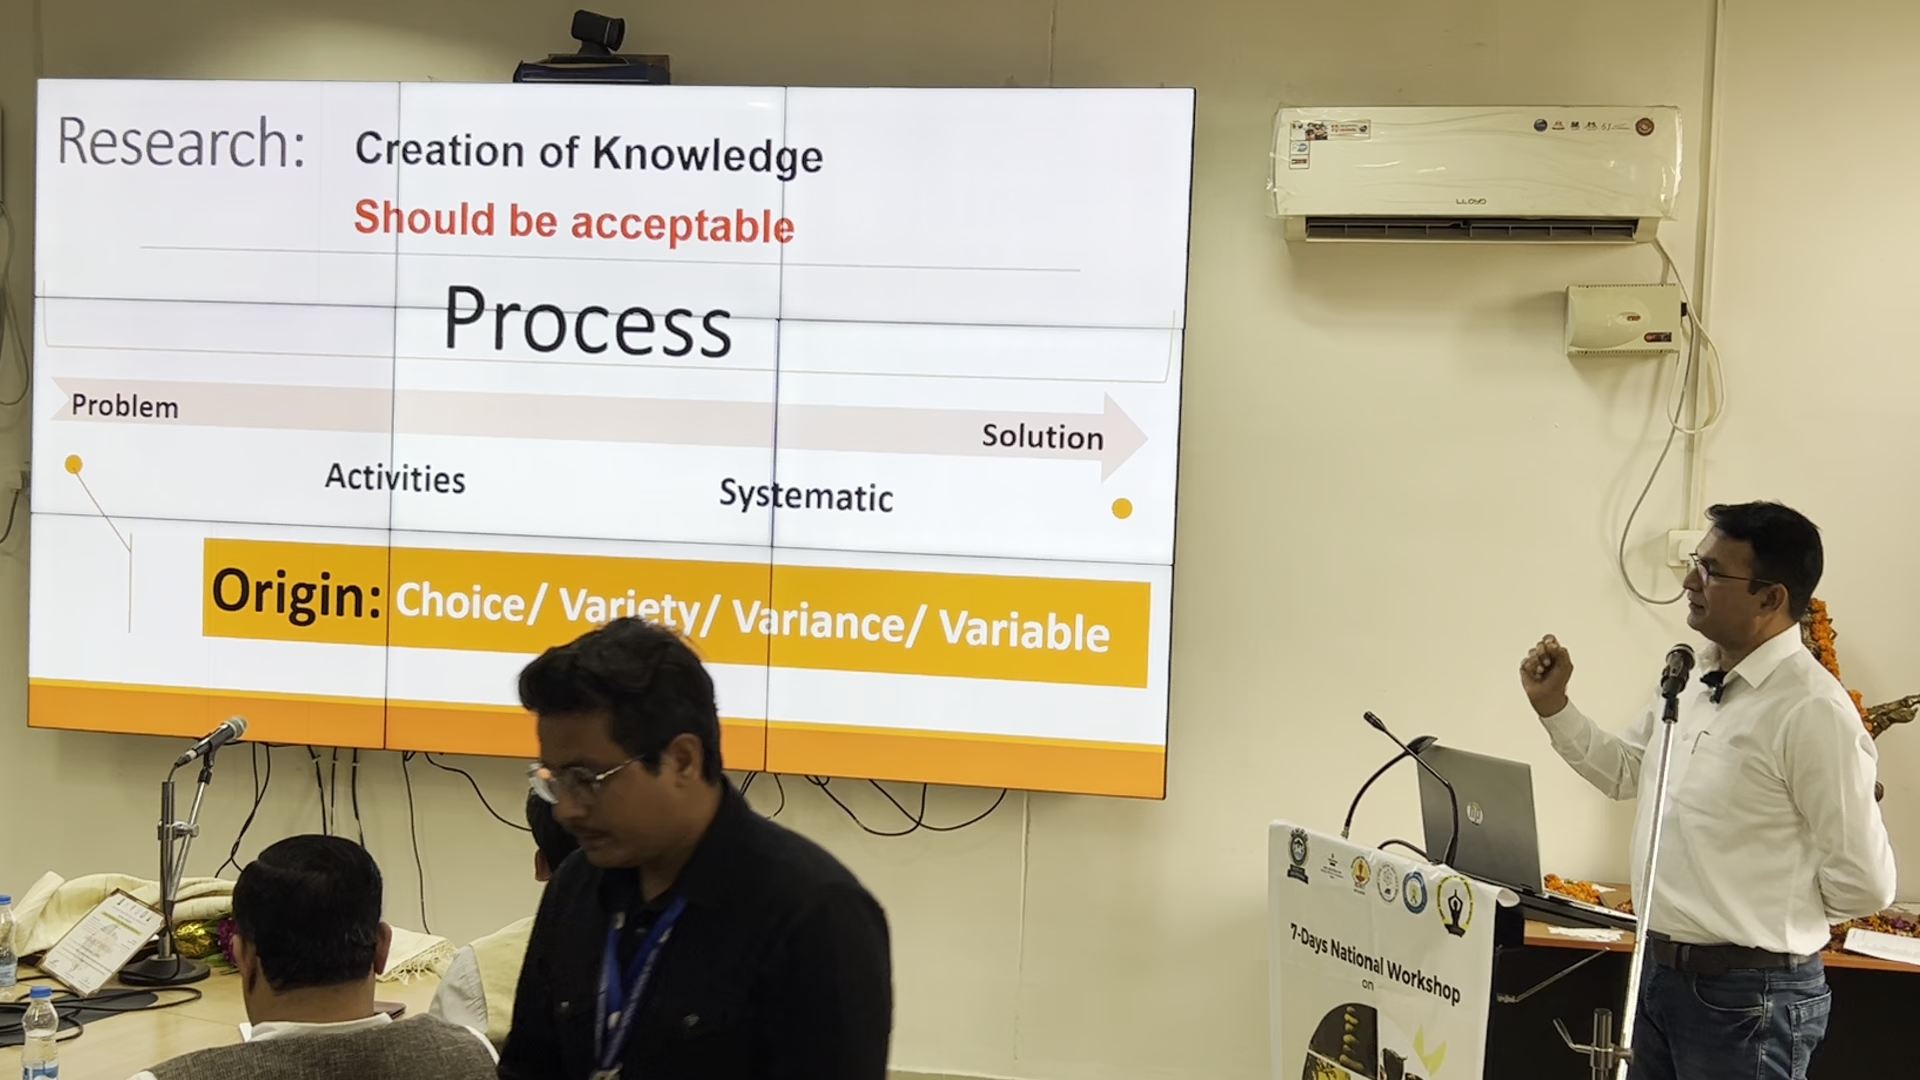 Research: Creation of Knowledge
Should be acceptable
Process
Problem
Solution
Activities
Systematic
Origin: Choice/ Variety/ Variance/ Variable
LLOYD
hp
7-Days National Workshop
on